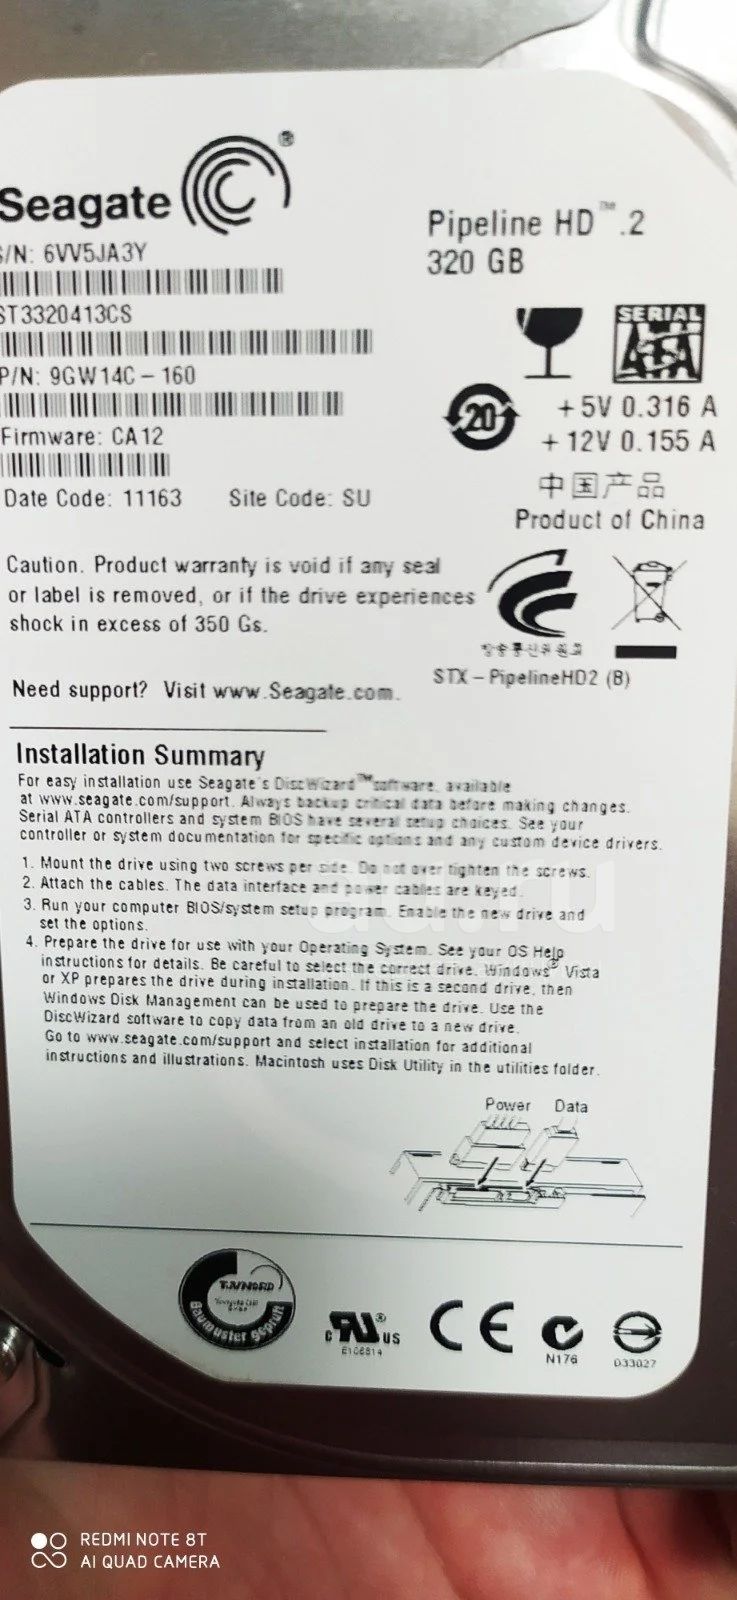 Seagate ®
S/N: 6VV5JA3Y
ST3320413CS
P/N: 9GW14C-160
Firmware: CA12
Date Code: 11163 Site Code: SU
Pipeline HD™.2
320 GB
SERIAL
ATA
20
+5V 0.316 A
+12V 0.155 A
中国产品
Product of China
Caution. Product warranty is void if any seal
or label is removed, or if the drive experiences
shock in excess of 350 Gs.
방송통신위원회
STX-PipelineHD2 (B)
Need support? Visit www.Seagate.com.
Installation Summary
For easy installation use Seagate's DiscWizard™ software, available
at www.seagate.com/support. Always backup critical data before making changes.
Serial ATA controllers and system BIOS have several setup choices. See your
controller or system documentation for specific options and any custom device drivers.
1. Mount the drive using two screws per side. Do not over tighten the screws.
2. Attach the cables. The data interface and power cables are keyed.
3. Run your computer BIOS/system setup program. Enable the new drive and
set the options.
4. Prepare the drive for use with your Operating System. See your OS Help
instructions for details. Be careful to select the correct drive. Windows® Vista
or XP prepares the drive during installation. If this is a second drive, then
Windows Disk Management can be used to prepare the drive. Use the
DiscWizard software to copy data from an old drive to a new drive.
Go to www.seagate.com/support and select installation for additional
instructions and illustrations. Macintosh uses Disk Utility in the utilities folder.
Power Data
TÜV NORD
Baumuster geprüft
c RU® US
E106814
CE
N176
D33027
REDMI NOTE 8T
AI QUAD CAMERA